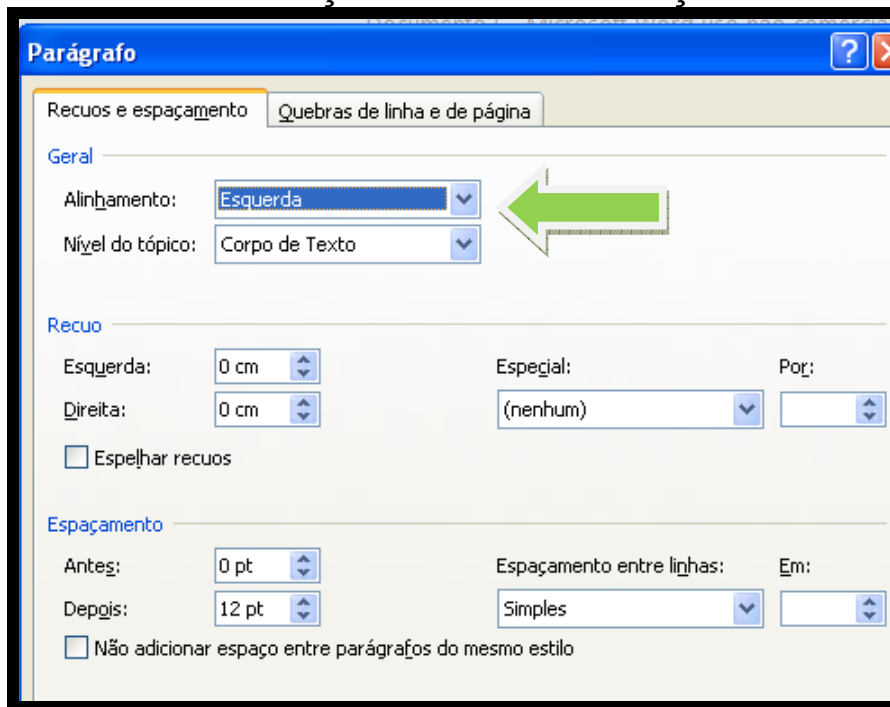 Parágrafo
Recuos e espaçamento Quebras de linha e de página
Geral
Alinhamento: Esquerda
Nível do tópico: Corpo de Texto
Recuo
Esquerda: 0 cm Especial: Por:
Direita: 0 cm (nenhum)
Espelhar recuos
Espaçamento
Antes: 0 pt Espaçamento entre linhas: Em:
Depois: 12 pt Simples
Não adicionar espaço entre parágrafos do mesmo estilo